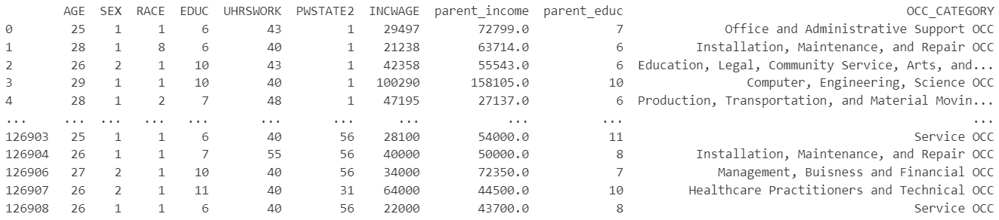 AGE SEX RACE EDUC UHRSWORK PWSTATE2 INCWAGE parent_income parent_educ OCC_CATEGORY
0 25 1 1 6 43 1 29497 72799.0 7 Office and Administrative Support OCC
1 28 1 8 6 40 1 21238 63714.0 6 Installation, Maintenance, and Repair OCC
2 26 2 1 10 43 1 42358 55543.0 6 Education, Legal, Community Service, Arts, and...
3 29 1 1 10 40 1 100290 158105.0 10 Computer, Engineering, Science OCC
4 28 1 2 7 48 1 47195 27137.0 6 Production, Transportation, and Material Movin...
... ... ... ... ... ... ... ... ... ... ...
126903 25 1 1 6 40 56 28100 54000.0 11 Service OCC
126904 26 1 1 7 55 56 40000 50000.0 8 Installation, Maintenance, and Repair OCC
126906 27 2 1 10 40 56 34000 72350.0 7 Management, Buisness and Financial OCC
126907 26 2 1 11 40 31 64000 44500.0 10 Healthcare Practitioners and Technical OCC
126908 26 1 1 6 40 56 22000 43700.0 8 Service OCC